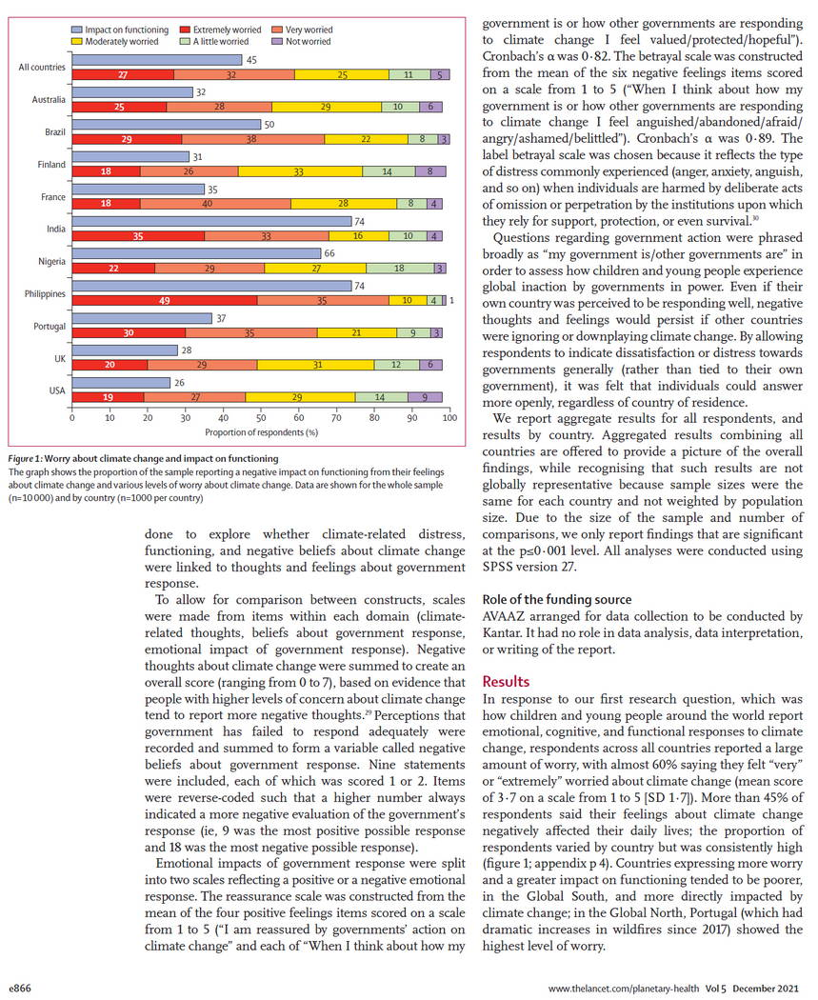 Impact on functioning
Extremely worried
Very worried
Moderately worried
A little worried
Not worried
All countries
45
27 32 25 11 5
Australia
32
25 28 29 10 6
Brazil
50
29 38 22 8 3
Finland
31
18 26 33 14 8
France
35
18 40 28 8 4
India
74
35 33 16 10 4
Nigeria
66
22 29 27 18 3
Philippines
74
49 35 10 4 1
Portugal
37
30 35 21 9 3
UK
28
20 29 31 12 6
USA
26
19 27 29 14 9
0 10 20 30 40 50 60 70 80 90 100
Proportion of respondents (%)
Figure 1: Worry about climate change and impact on functioning
The graph shows the proportion of the sample reporting a negative impact on functioning from their feelings
about climate change and various levels of worry about climate change. Data are shown for the whole sample
(n=10 000) and by country (n=1000 per country)
done to explore whether climate-related distress,
functioning, and negative beliefs about climate change
were linked to thoughts and feelings about government
response.
To allow for comparison between constructs, scales
were made from items within each domain (climate-
related thoughts, beliefs about government response,
emotional impact of government response). Negative
thoughts about climate change were summed to create an
overall score (ranging from 0 to 7), based on evidence that
people with higher levels of concern about climate change
tend to report more negative thoughts.29 Perceptions that
government has failed to respond adequately were
recorded and summed to form a variable called negative
beliefs about government response. Nine statements
were included, each of which was scored 1 or 2. Items
were reverse-coded such that a higher number always
indicated a more negative evaluation of the government's
response (ie, 9 was the most positive possible response
and 18 was the most negative possible response).
Emotional impacts of government response were split
into two scales reflecting a positive or a negative emotional
response. The reassurance scale was constructed from the
mean of the four positive feelings items scored on a scale
from 1 to 5 (“I am reassured by governments’ action on
climate change” and each of “When I think about how my
government is or how other governments are responding
to climate change I feel valued/protected/hopeful”).
Cronbach’s α was 0·82. The betrayal scale was constructed
from the mean of the six negative feelings items scored
on a scale from 1 to 5 (“When I think about how my
government is or how other governments are responding
to climate change I feel anguished/abandoned/afraid/
angry/ashamed/belittled”). Cronbach’s α was 0·89. The
label betrayal scale was chosen because it reflects the type
of distress commonly experienced (anger, anxiety, anguish,
and so on) when individuals are harmed by deliberate acts
of omission or perpetration by the institutions upon which
they rely for support, protection, or even survival.30
Questions regarding government action were phrased
broadly as “my government is/other governments are” in
order to assess how children and young people experience
global inaction by governments in power. Even if their
own country was perceived to be responding well, negative
thoughts and feelings would persist if other countries
were ignoring or downplaying climate change. By allowing
respondents to indicate dissatisfaction or distress towards
governments generally (rather than tied to their own
government), it was felt that individuals could answer
more openly, regardless of country of residence.
We report aggregate results for all respondents, and
results by country. Aggregated results combining all
countries are offered to provide a picture of the overall
findings, while recognising that such results are not
globally representative because sample sizes were the
same for each country and not weighted by population
size. Due to the size of the sample and number of
comparisons, we only report findings that are significant
at the p≤0·001 level. All analyses were conducted using
SPSS version 27.
Role of the funding source
AVAAZ arranged for data collection to be conducted by
Kantar. It had no role in data analysis, data interpretation,
or writing of the report.
Results
In response to our first research question, which was
how children and young people around the world report
emotional, cognitive, and functional responses to climate
change, respondents across all countries reported a large
amount of worry, with almost 60% saying they felt “very”
or “extremely” worried about climate change (mean score
of 3·7 on a scale from 1 to 5 [SD 1·7]). More than 45% of
respondents said their feelings about climate change
negatively affected their daily lives; the proportion of
respondents varied by country but was consistently high
(figure 1; appendix p 4). Countries expressing more worry
and a greater impact on functioning tended to be poorer,
in the Global South, and more directly impacted by
climate change; in the Global North, Portugal (which had
dramatic increases in wildfires since 2017) showed the
highest level of worry.
e866
www.thelancet.com/planetary-health Vol 5 December 2021